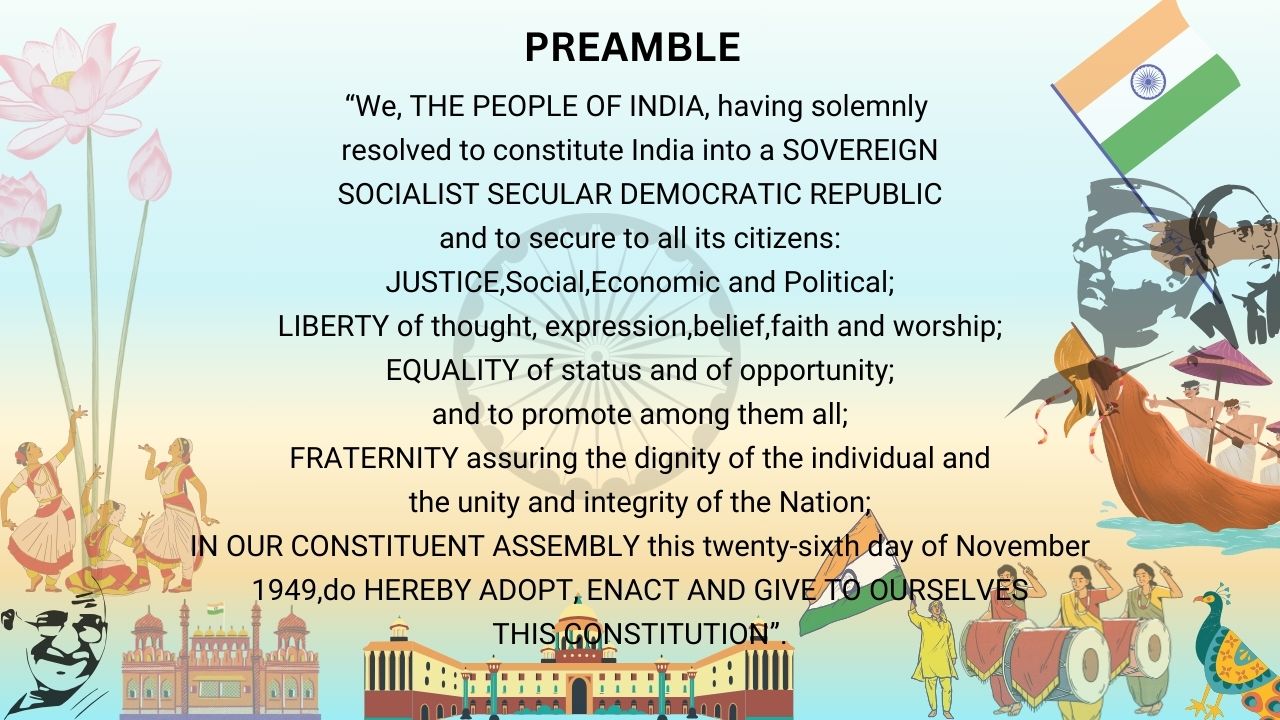 PREAMBLE
“We, THE PEOPLE OF INDIA, having solemnly
resolved to constitute India into a SOVEREIGN
SOCIALIST SECULAR DEMOCRATIC REPUBLIC
and to secure to all its citizens:
JUSTICE,Social,Economic and Political;
LIBERTY of thought, expression,belief,faith and worship;
EQUALITY of status and of opportunity;
and to promote among them all;
FRATERNITY assuring the dignity of the individual and
the unity and integrity of the Nation;
IN OUR CONSTITUENT ASSEMBLY this twenty-sixth day of November
1949,do HEREBY ADOPT, ENACT AND GIVE TO OURSELVES
THIS CONSTITUTION”.